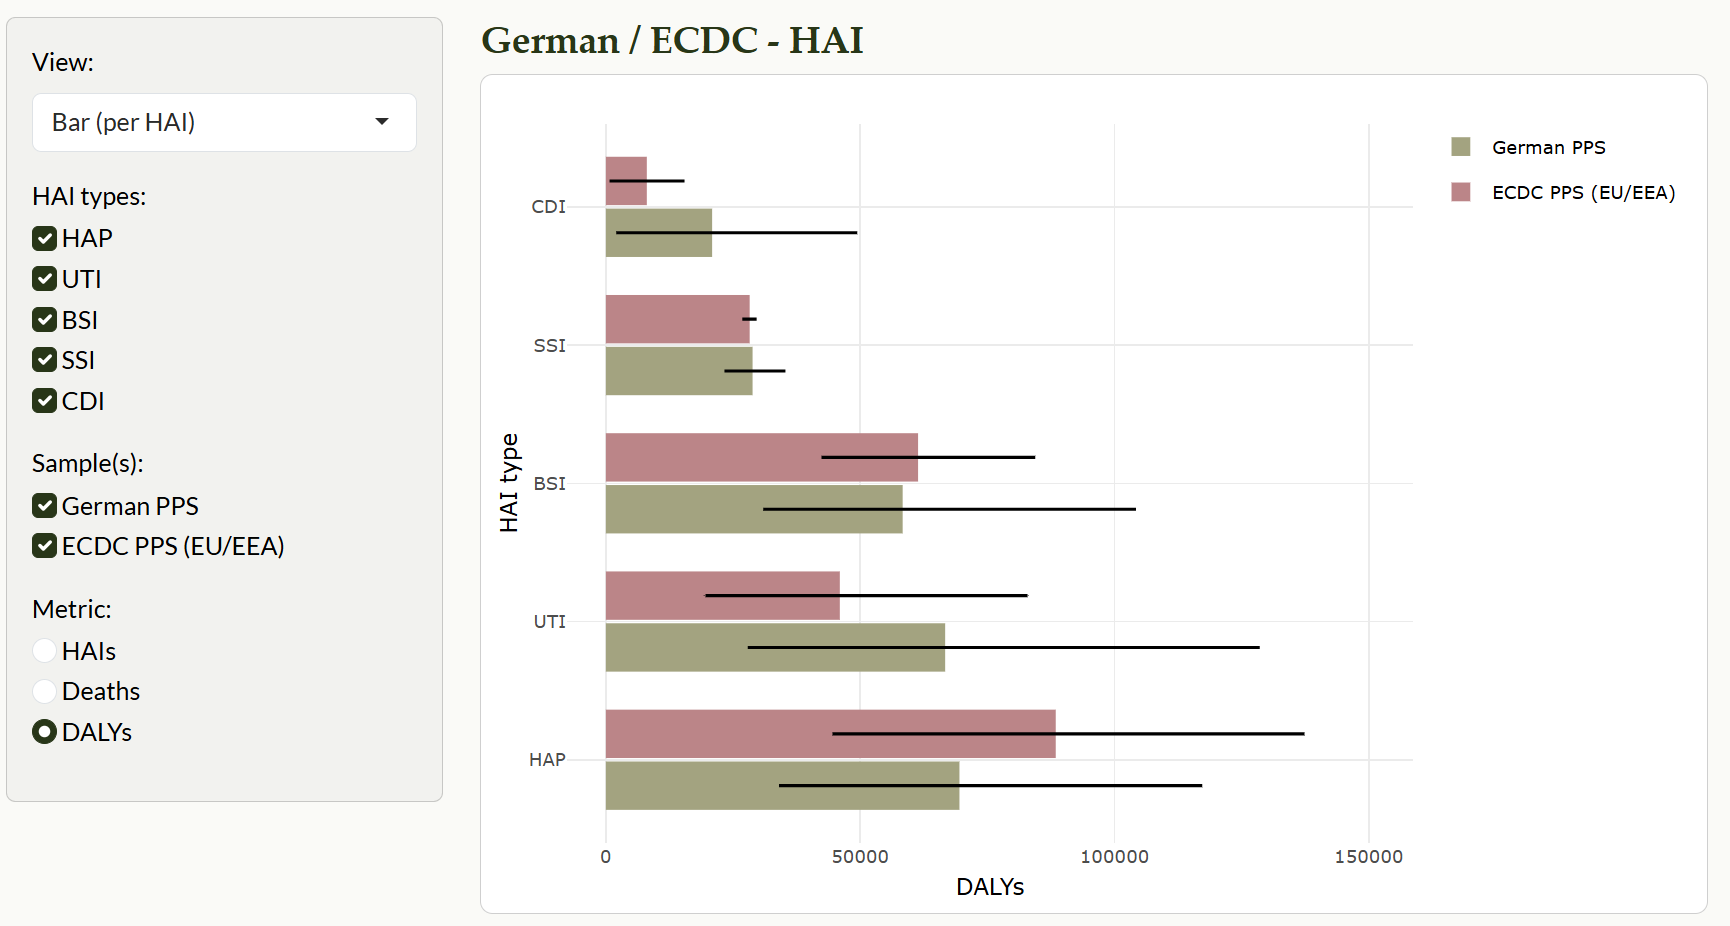 View:
Bar (per HAI)
HAI types:
HAP
UTI
BSI
SSI
CDI
Sample(s):
German PPS
ECDC PPS (EU/EEA)
Metric:
HAIs
Deaths
DALYs
German / ECDC - HAI
German PPS
ECDC PPS (EU/EEA)
HAI type
CDI
SSI
BSI
UTI
HAP
0 50000 100000 150000
DALYs